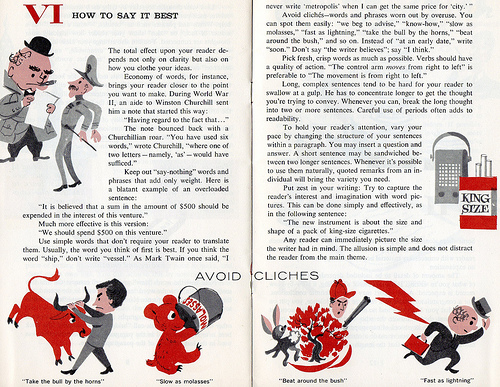 VI HOW TO SAY IT BEST
The total effect upon your reader de-
pends not only on clarity but also on
how you clothe your ideas.
Economy of words, for instance,
brings your reader closer to the point
you want to make. During World War
II, an aide to Winston Churchill sent
him a note that started this way:
"Having regard to the fact that..."
The note bounced back with a
Churchillian roar. "You have used six
words," wrote Churchill, "where one of
two letters—namely, 'as'—would have
sufficed."
Keep out "say-nothing" words and
phrases that add only weight. Here is
a blatant example of an overloaded
sentence:
"It is believed that a sum in the amount of $500 should be
expended in the interest of this venture."
Much more effective is this version:
"We should spend $500 on this venture."
Use simple words that don't require your reader to translate
them. Usually, the word you think of first is best. If you think the
word "ship," don't write "vessel." As Mark Twain once said, "I
never write 'metropolis' when I can get the same price for 'city.'"
Avoid clichés—words and phrases worn out by overuse. You
can spot them easily: "we beg to advise," "know-how," "slow as
molasses," "fast as lightning," "take the bull by the horns," "beat
around the bush," and so on. Instead of "at an early date," write
"soon." Don't say "the writer believes"; say "I think."
Pick fresh, crisp words as much as possible. Verbs should have
a quality of action. "The control arm moves from right to left" is
preferable to "The movement is from right to left."
Long, complex sentences tend to be hard for your reader to
swallow at a gulp. He has to concentrate longer to get the thought
you're trying to convey. Whenever you can, break the long thought
into two or more sentences. Careful use of periods often adds to
readability.
To hold your reader's attention, vary your
pace by changing the structure of your sentences
within a paragraph. You may insert a question and
answer. A short sentence may be sandwiched be-
tween two longer sentences. Whenever it's possible
to use them naturally, quoted remarks from an in-
dividual will bring the variety you need.
Put zest in your writing: Try to capture the
reader's interest and imagination with word pic-
tures. This can be done simply and effectively, as
in the following sentence:
"The new instrument is about the size and
shape of a pack of king-size cigarettes."
Any reader can immediately picture the size
the writer had in mind. The allusion is simple and does not distract
the reader from the main theme.
KING
SIZE
AVOID CLICHES
MOLASSES
"Take the bull by the horns"
"Slow as molasses"
"Beat around the bush"
"Fast as lightning"